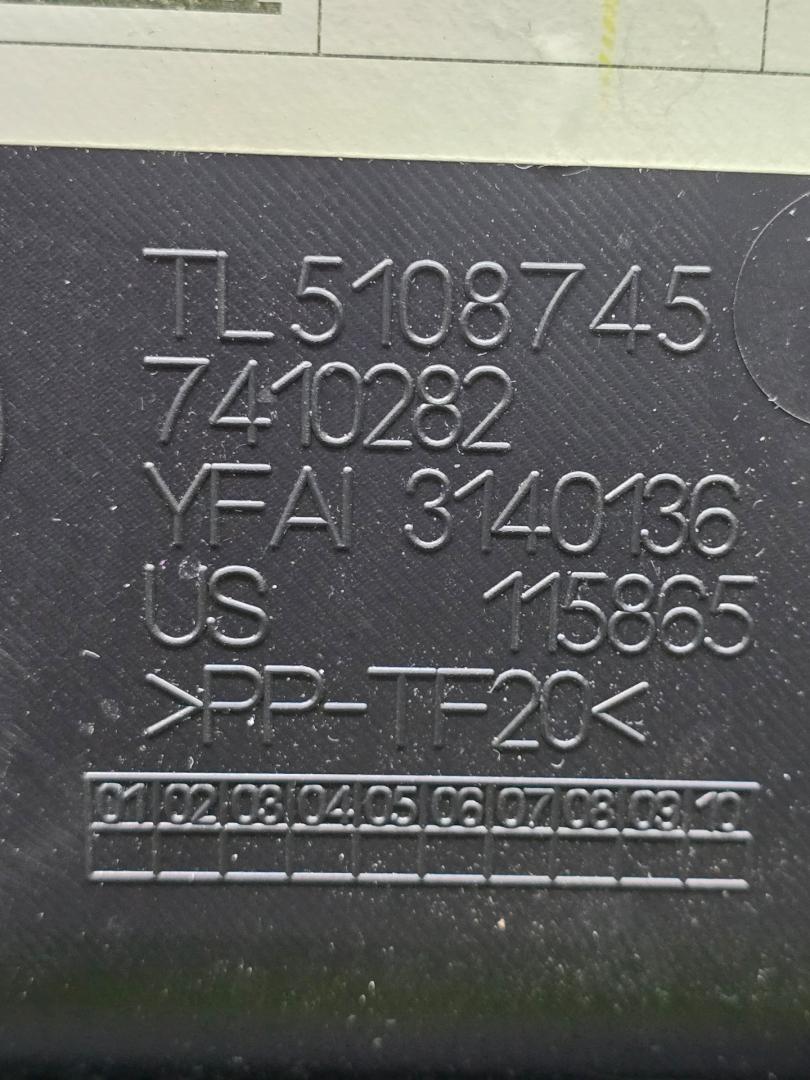 TL 5108745
7410282
YFAI 3140136
US 115865
>PP-TF20<
01 02 03 04 05 06 07 08 09 10